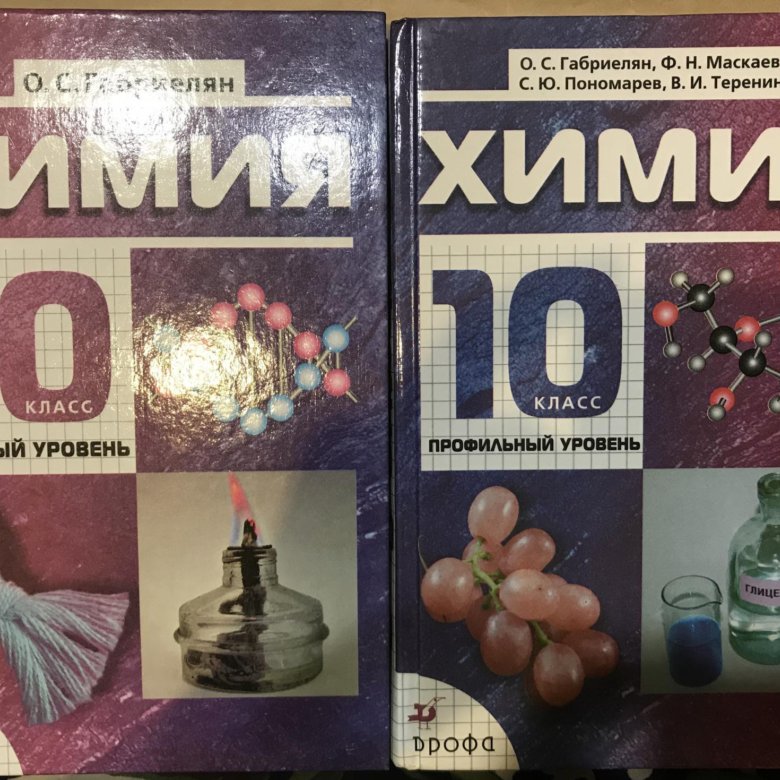 О. С. Габриелян
ИМИЯ
0
КЛАСС
ЫЙ УРОВЕНЬ
О. С. Габриелян, Ф. Н. Маскаев
С. Ю. Пономарев, В. И. Теренин
ХИМИ
10
КЛАСС
ПРОФИЛЬНЫЙ УРОВЕНЬ
ГЛИЦЕ
дрофа